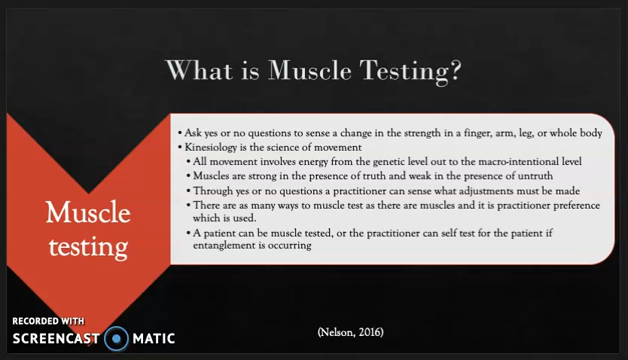 What is Muscle Testing?
Muscle
testing
• Ask yes or no questions to sense a change in the strength in a finger, arm, leg, or whole body
• Kinesiology is the science of movement
• All movement involves energy from the genetic level out to the macro-intentional level
• Muscles are strong in the presence of truth and weak in the presence of untruth
• Through yes or no questions a practitioner can sense what adjustments must be made
• There are as many ways to muscle test as there are muscles and it is practitioner preference
which is used.
• A patient can be muscle tested, or the practitioner can self test for the patient if
entanglement is occurring
(Nelson, 2016)
RECORDED WITH
SCREENCAST MATIC